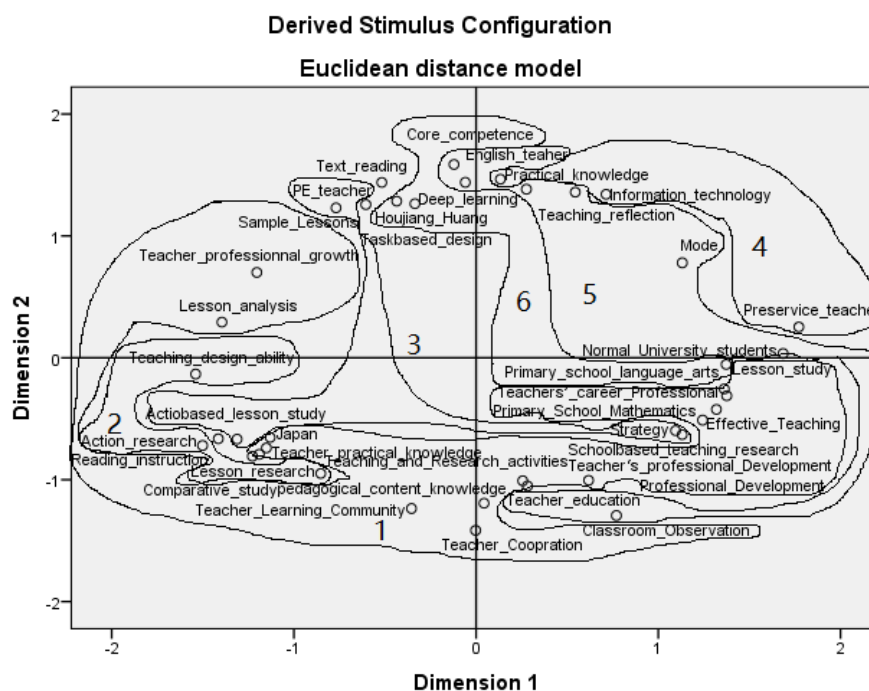 Derived Stimulus Configuration
Euclidean distance model
Dimension 2
2
1
0
-1
-2
Core_competence
English_teaher
Text_reading
Practical_knowledge
PE_teacher
Information_technology
Deep_learning
Sample_Lessons
Houjiang_Huang
Teaching_reflection
Taskbased_design
Mode
4
Teacher_professionnal_growth
5
6
Lesson_analysis
Preservice_teache
3
Normal_University_students
Teaching_design_ability
Primary_school_language_arts
Lesson_study
Teachers'_career_Professional
2
Actiobased_lesson_study
Primary_School_Mathematics
Effective_Teaching
Japan
Strategy
Action_research
Teacher_practical_knowledge
Schoolbased_teaching_research
Reading_instruction
Teaching_and_Research_activities
Teacher's_professional_Development
Lesson_research
Comparative_study
pedagogical_content_knowledge
Professional_Development
Teacher_Learning_Community
Teacher_education
1
Classroom_Observation
Teacher_Coopration
-2
-1
0
1
2
Dimension 1